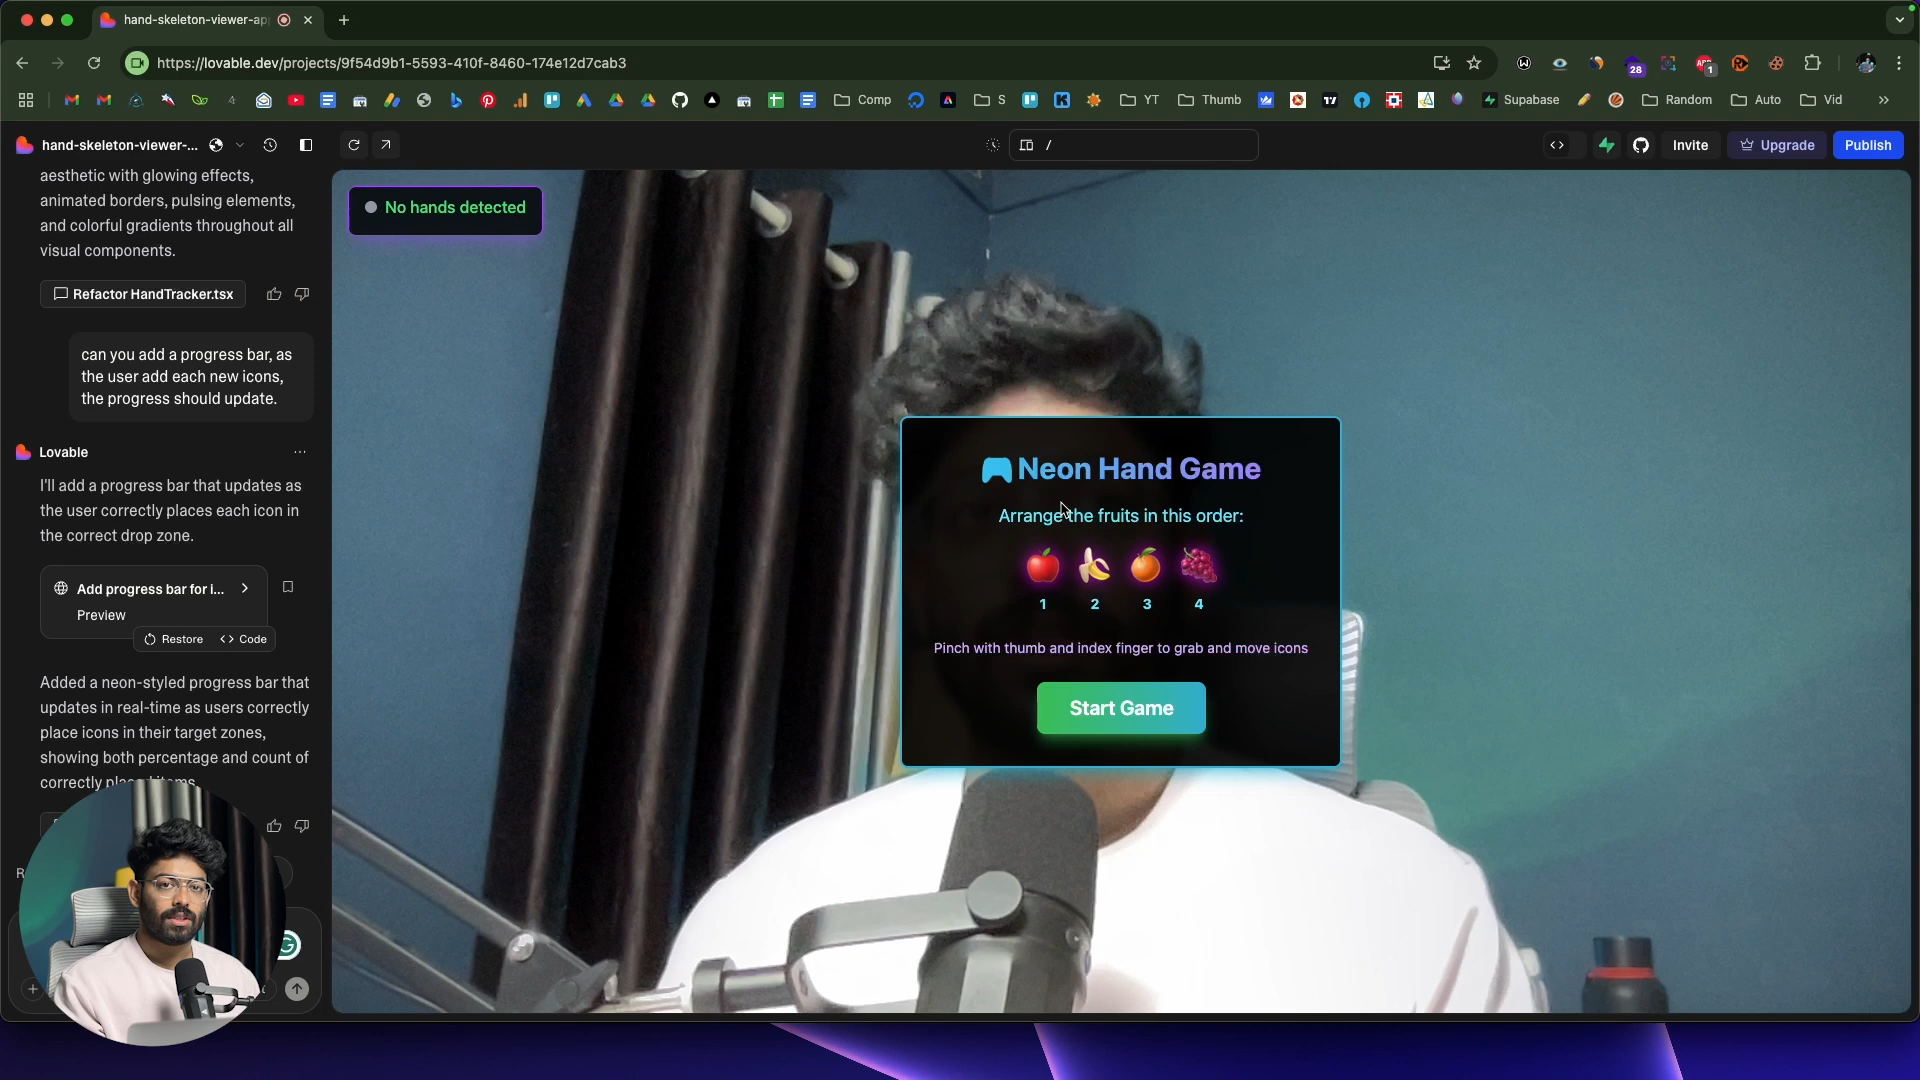 hand-skeleton-viewer-ap
https://lovable.dev/projects/9f54d9b1-5593-410f-8460-174e12d7cab3
28
1
Comp
S
YT
Thumb
Supabase
Random
Auto
Vid
hand-skeleton-viewer-...
/
Invite
Upgrade
Publish
aesthetic with glowing effects,
animated borders, pulsing elements,
and colorful gradients throughout all
visual components.
Refactor HandTracker.tsx
can you add a progress bar, as
the user add each new icons,
the progress should update.
Lovable
I'll add a progress bar that updates as
the user correctly places each icon in
the correct drop zone.
Add progress bar for i...
Preview
Restore
Code
Added a neon-styled progress bar that
updates in real-time as users correctly
place icons in their target zones,
showing both percentage and count of
correctly placed items.
No hands detected
Neon Hand Game
Arrange the fruits in this order:
1 2 3 4
Pinch with thumb and index finger to grab and move icons
Start Game